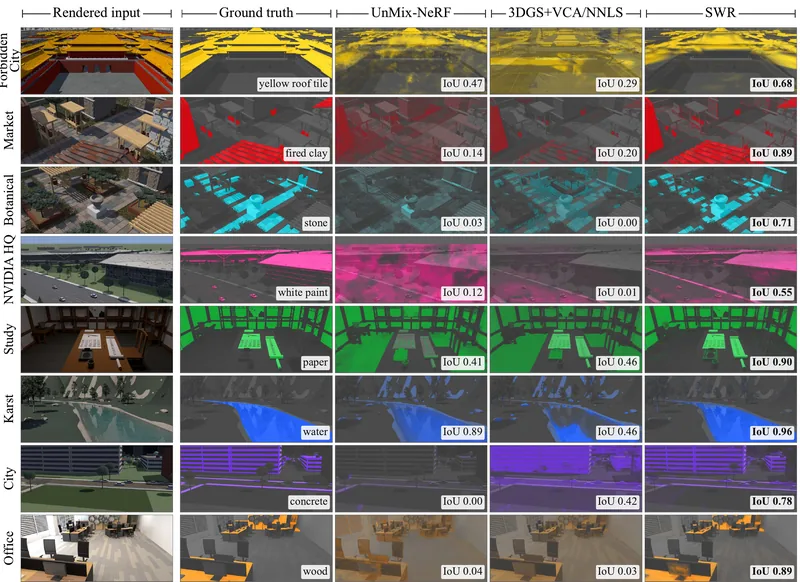 Rendered input Ground truth UnMix-NeRF 3DGS+VCA/NNLS SWR
Forbidden
City
yellow roof tile IoU 0.47 IoU 0.29 IoU 0.68
Market
fired clay IoU 0.14 IoU 0.20 IoU 0.89
Botanical
stone IoU 0.03 IoU 0.00 IoU 0.71
NVIDIA HQ
white paint IoU 0.12 IoU 0.01 IoU 0.55
Study
paper IoU 0.41 IoU 0.46 IoU 0.90
Karst
water IoU 0.89 IoU 0.46 IoU 0.96
City
concrete IoU 0.00 IoU 0.42 IoU 0.78
Office
wood IoU 0.04 IoU 0.03 IoU 0.89